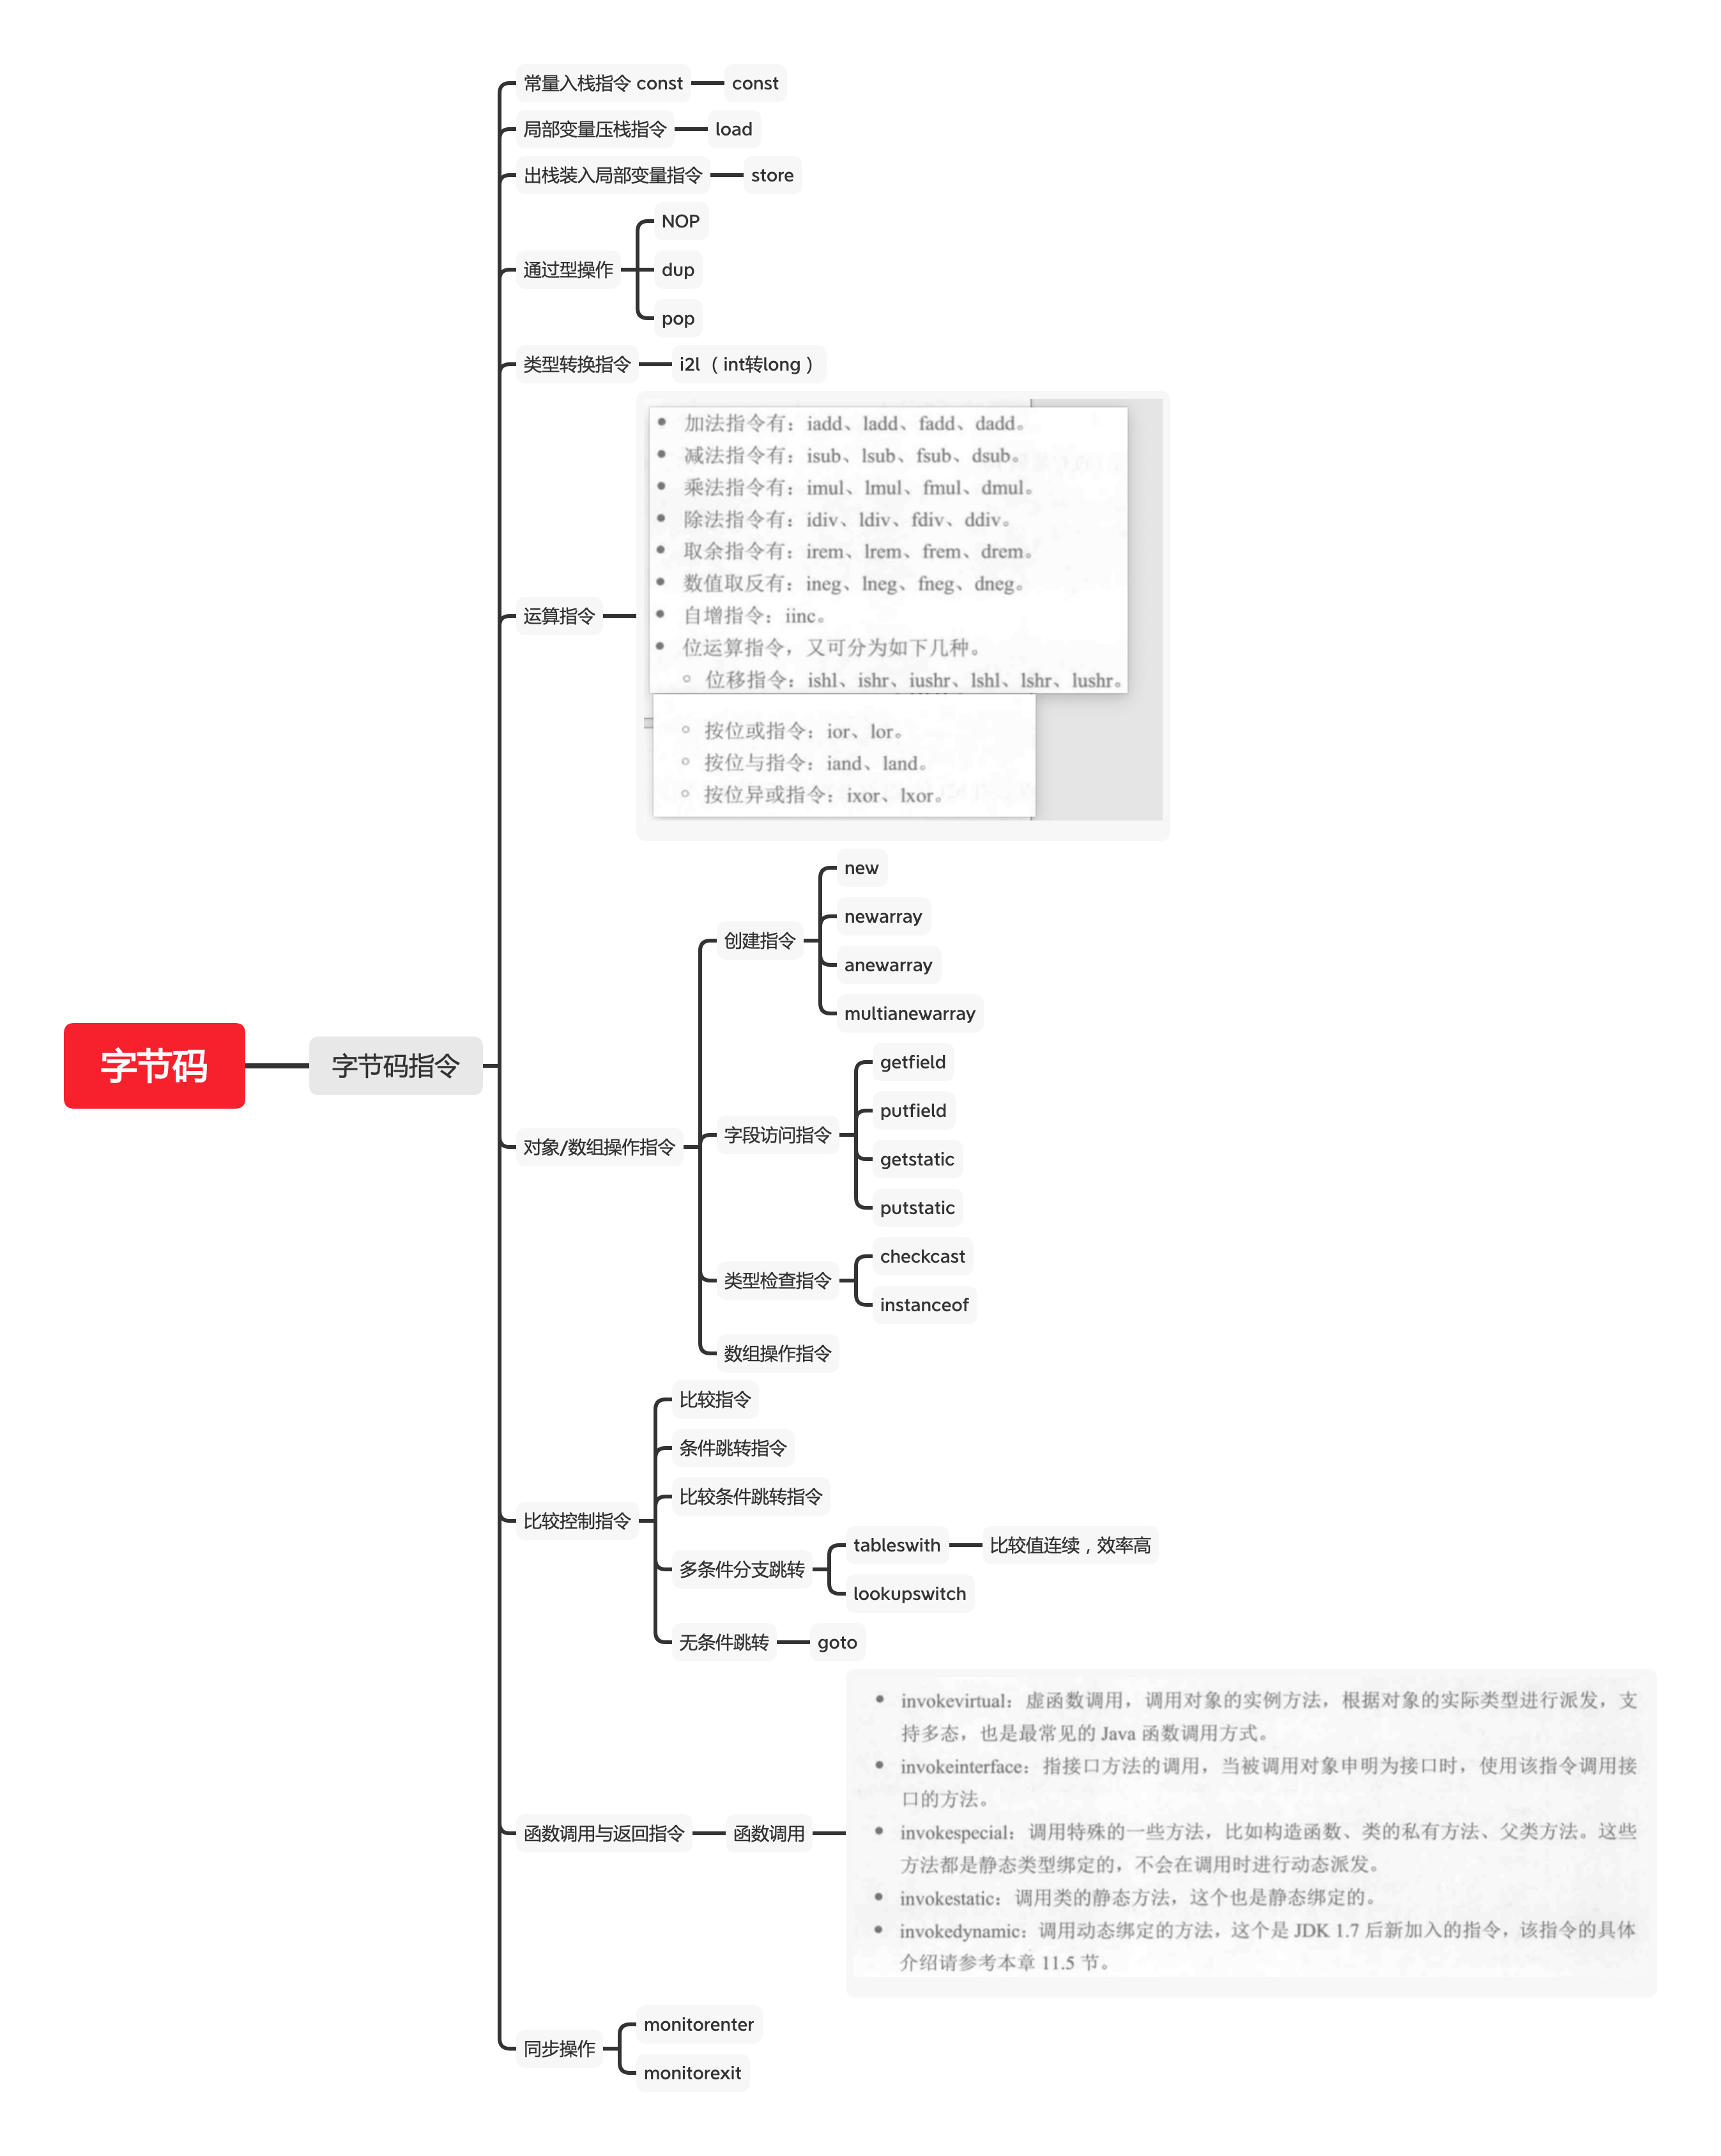 字节码
字节码指令
常量入栈指令 const
const
局部变量压栈指令
load
出栈装入局部变量指令
store
通过型操作
NOP
dup
pop
类型转换指令
i2l（int转long）
运算指令
• 加法指令有：iadd、ladd、fadd、dadd。
• 减法指令有：isub、lsub、fsub、dsub。
• 乘法指令有：imul、lmul、fmul、dmul。
• 除法指令有：idiv、ldiv、fdiv、ddiv。
• 取余指令有：irem、lrem、frem、drem。
• 数值取反有：ineg、lneg、fneg、dneg。
• 自增指令：iinc。
• 位运算指令，又可分为如下几种。
○ 位移指令：ishl、ishr、iushr、lshl、lshr、lushr。
○ 按位或指令：ior、lor。
○ 按位与指令：iand、land。
○ 按位异或指令：ixor、lxor。
对象/数组操作指令
创建指令
new
newarray
anewarray
multianewarray
字段访问指令
getfield
putfield
getstatic
putstatic
类型检查指令
checkcast
instanceof
数组操作指令
比较控制指令
比较指令
条件跳转指令
比较条件跳转指令
多条件分支跳转
tableswith
比较值连续，效率高
lookupswitch
无条件跳转
goto
函数调用与返回指令
函数调用
• invokevirtual：虚函数调用，调用对象的实例方法，根据对象的实际类型进行派发，支
持多态，也是最常见的 Java 函数调用方式。
• invokeinterface：指接口方法的调用，当被调用对象申明为接口时，使用该指令调用接
口的方法。
• invokespecial：调用特殊的一些方法，比如构造函数、类的私有方法、父类方法。这些
方法都是静态类型绑定的，不会在调用时进行动态派发。
• invokestatic：调用类的静态方法，这个也是静态绑定的。
• invokedynamic：调用动态绑定的方法，这个是 JDK 1.7 后新加入的指令，该指令的具体
介绍请参考本章 11.5 节。
同步操作
monitorenter
monitorexit